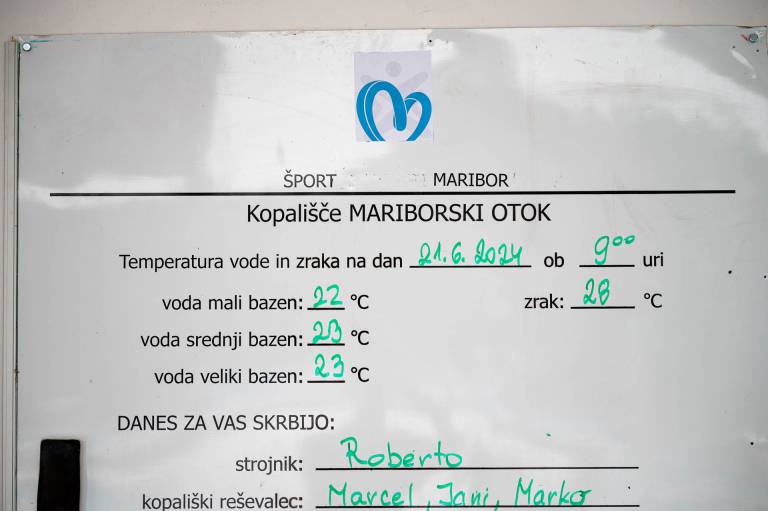 ŠPORT MARIBOR
Kopališče MARIBORSKI OTOK
Temperatura vode in zraka na dan 21.6.2024 ob 9⁰⁰ uri
voda mali bazen: 22 °C zrak: 28 °C
voda srednji bazen: 23 °C
voda veliki bazen: 23 °C
DANES ZA VAS SKRBIJO:
strojnik: Roberto
kopališki reševalec: Marcel, Jani, Marko